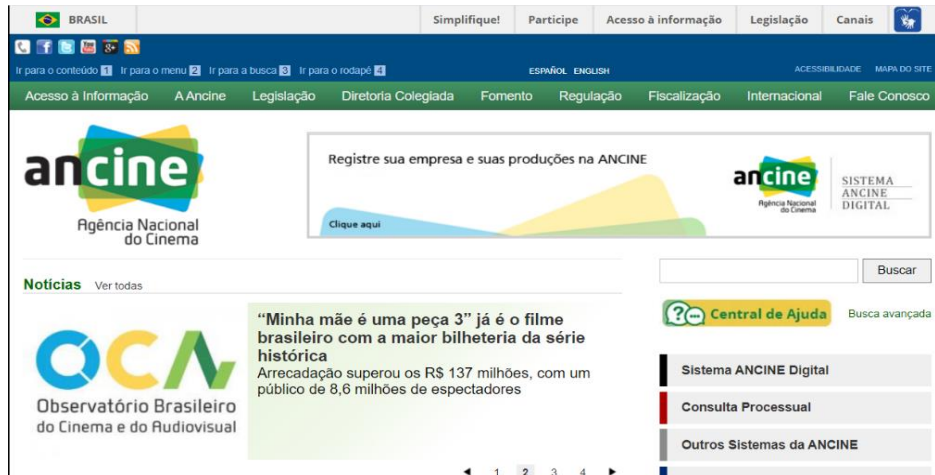 BRASIL Simplifique! Participe Acesso à informação Legislação Canais
Ir para o conteúdo 1 Ir para o menu 2 Ir para a busca 3 Ir para o rodapé 4 ESPAÑOL ENGLISH ACESSIBILIDADE MAPA DO SITE
Acesso à Informação A Ancine Legislação Diretoria Colegiada Fomento Regulação Fiscalização Internacional Fale Conosco
ancine
Agência Nacional
do Cinema
Registre sua empresa e suas produções na ANCINE
Clique aqui
ancine
Agência Nacional
do Cinema
SISTEMA
ANCINE
DIGITAL
Buscar
Notícias Ver todas
Central de Ajuda Busca avançada
OCA
Observatório Brasileiro
do Cinema e do Audiovisual
“Minha mãe é uma peça 3” já é o filme
brasileiro com a maior bilheteria da série
histórica
Arrecadação superou os R$ 137 milhões, com um
público de 8,6 milhões de espectadores
1 2 3 4
Sistema ANCINE Digital
Consulta Processual
Outros Sistemas da ANCINE